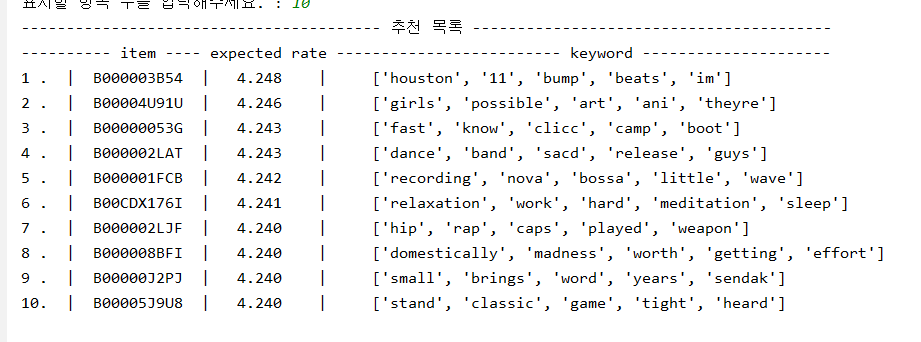 표시할 항목 수를 입력해주세요. : 10
-------------------------------------- 추천 목록 --------------------------------------
---------- item ---- expected rate ------------------------- keyword --------------------
1 . | B000003B54 | 4.248 | ['houston', '11', 'bump', 'beats', 'im']
2 . | B00004U91U | 4.246 | ['girls', 'possible', 'art', 'ani', 'theyre']
3 . | B00000053G | 4.243 | ['fast', 'know', 'clicc', 'camp', 'boot']
4 . | B000002LAT | 4.243 | ['dance', 'band', 'sacd', 'release', 'guys']
5 . | B000001FCB | 4.242 | ['recording', 'nova', 'bossa', 'little', 'wave']
6 . | B00CDX176I | 4.241 | ['relaxation', 'work', 'hard', 'meditation', 'sleep']
7 . | B000002LJF | 4.240 | ['hip', 'rap', 'caps', 'played', 'weapon']
8 . | B000008BFI | 4.240 | ['domestically', 'madness', 'worth', 'getting', 'effort']
9 . | B00000J2PJ | 4.240 | ['small', 'brings', 'word', 'years', 'sendak']
10. | B00005J9U8 | 4.240 | ['stand', 'classic', 'game', 'tight', 'heard']